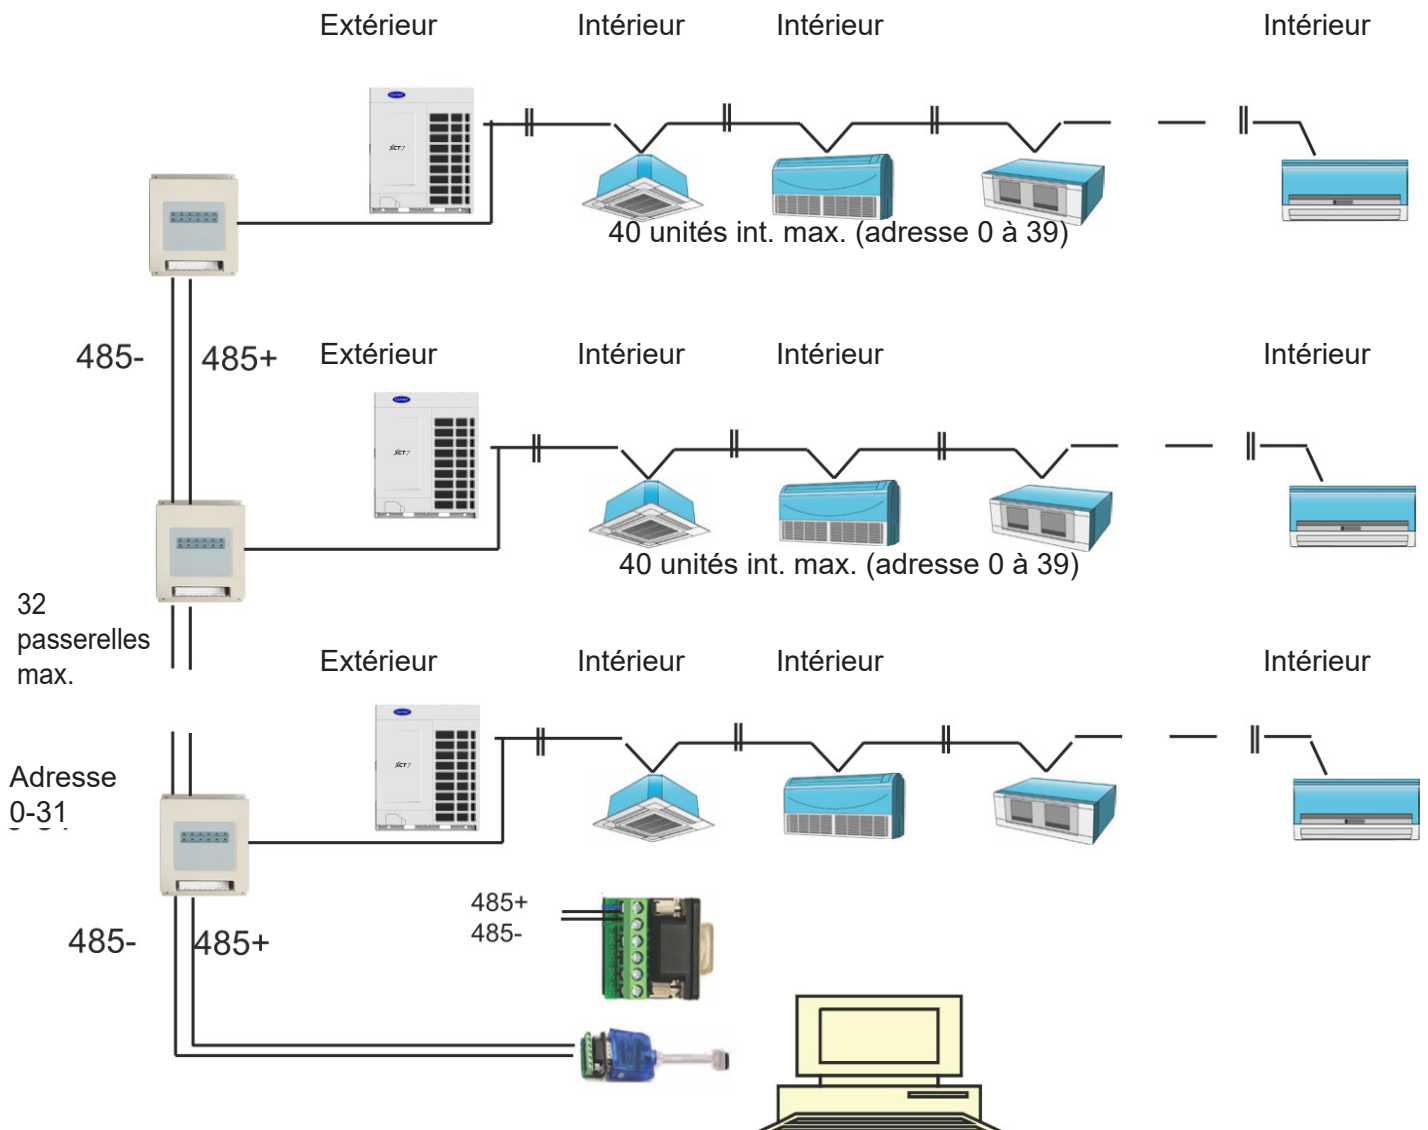 Extérieur Intérieur Intérieur Intérieur
40 unités int. max. (adresse 0 à 39)
485- 485+
Extérieur Intérieur Intérieur Intérieur
40 unités int. max. (adresse 0 à 39)
32
passerelles
max.
Extérieur Intérieur Intérieur Intérieur
Adresse
0-31
485+
485-
485- 485+